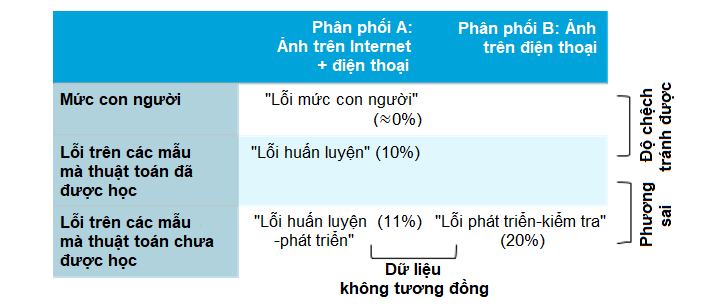 Phân phối A:
Ảnh trên Internet
+ điện thoại
Phân phối B: Ảnh
trên điện thoại
Mức con người
"Lỗi mức con người"
(≈0%)
Lỗi trên các mẫu
mà thuật toán đã
được học
"Lỗi huấn luyện" (10%)
Lỗi trên các mẫu
mà thuật toán chưa
được học
"Lỗi huấn luyện (11%)
-phát triển"
"Lỗi phát triển-kiểm tra"
(20%)
Độ chệch
tránh được
Phương
sai
Dữ liệu
không tương đồng